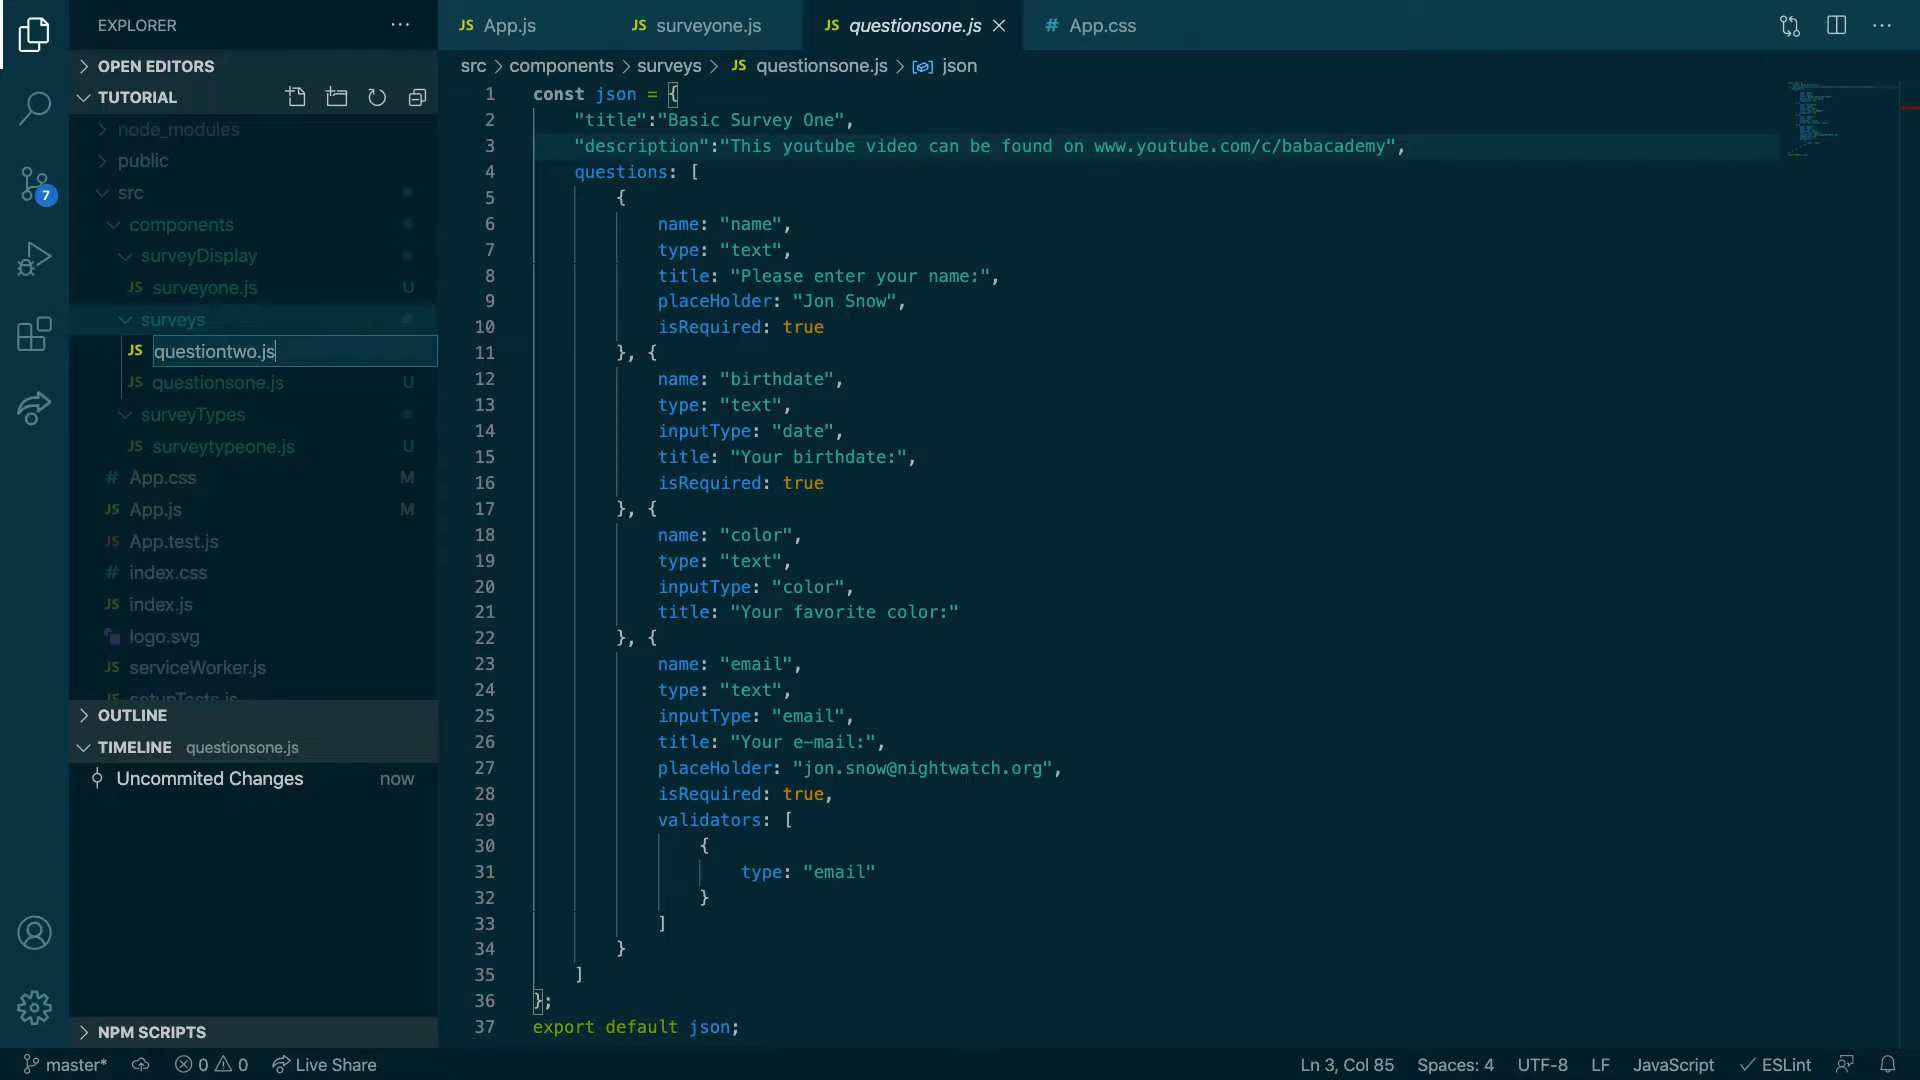 EXPLORER
App.js
surveyone.js
questionsone.js
App.css
OPEN EDITORS
TUTORIAL
node_modules
public
src
components
surveyDisplay
surveyone.js U
surveys
questiontwo.js
questionsone.js U
surveyTypes
surveytypeone.js U
App.css M
App.js M
App.test.js
index.css
index.js
logo.svg
serviceWorker.js
setupTests.js
OUTLINE
TIMELINE questionsone.js
Uncommited Changes now
NPM SCRIPTS
7
src > components > surveys > JS questionsone.js > json
1 const json = {
2 "title":"Basic Survey One",
3 "description":"This youtube video can be found on www.youtube.com/c/babacademy",
4 questions: [
5 {
6 name: "name",
7 type: "text",
8 title: "Please enter your name:",
9 placeHolder: "Jon Snow",
10 isRequired: true
11 }, {
12 name: "birthdate",
13 type: "text",
14 inputType: "date",
15 title: "Your birthdate:",
16 isRequired: true
17 }, {
18 name: "color",
19 type: "text",
20 inputType: "color",
21 title: "Your favorite color:"
22 }, {
23 name: "email",
24 type: "text",
25 inputType: "email",
26 title: "Your e-mail:",
27 placeHolder: "jon.snow@nightwatch.org",
28 isRequired: true,
29 validators: [
30 {
31 type: "email"
32 }
33 ]
34 }
35 ]
36 };
37 export default json;
master* 0 0 Live Share
Ln 3, Col 85 Spaces: 4 UTF-8 LF JavaScript ESLint